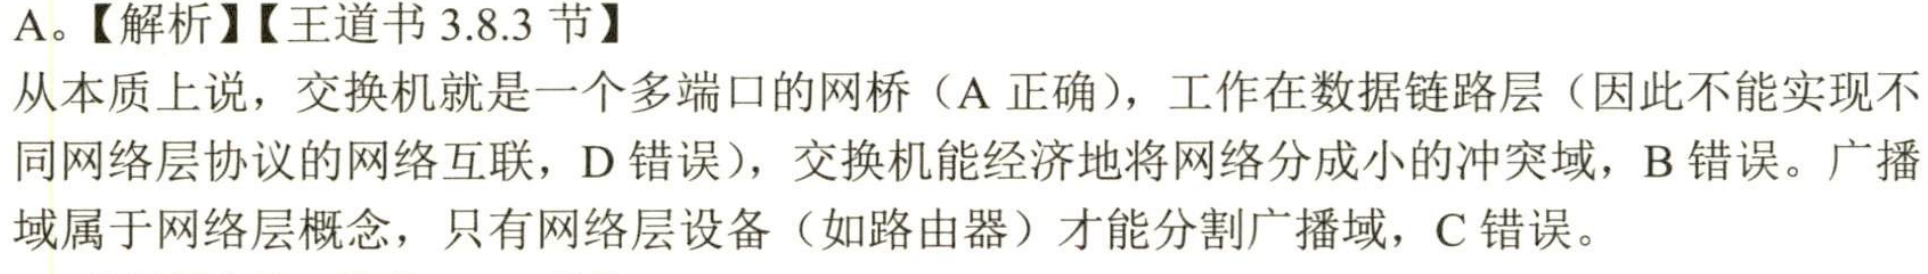 A。【解析】【王道书 3.8.3 节】
从本质上说，交换机就是一个多端口的网桥（A 正确），工作在数据链路层（因此不能实现不
同网络层协议的网络互联，D 错误），交换机能经济地将网络分成小的冲突域，B 错误。广播
域属于网络层概念，只有网络层设备（如路由器）才能分割广播域，C 错误。